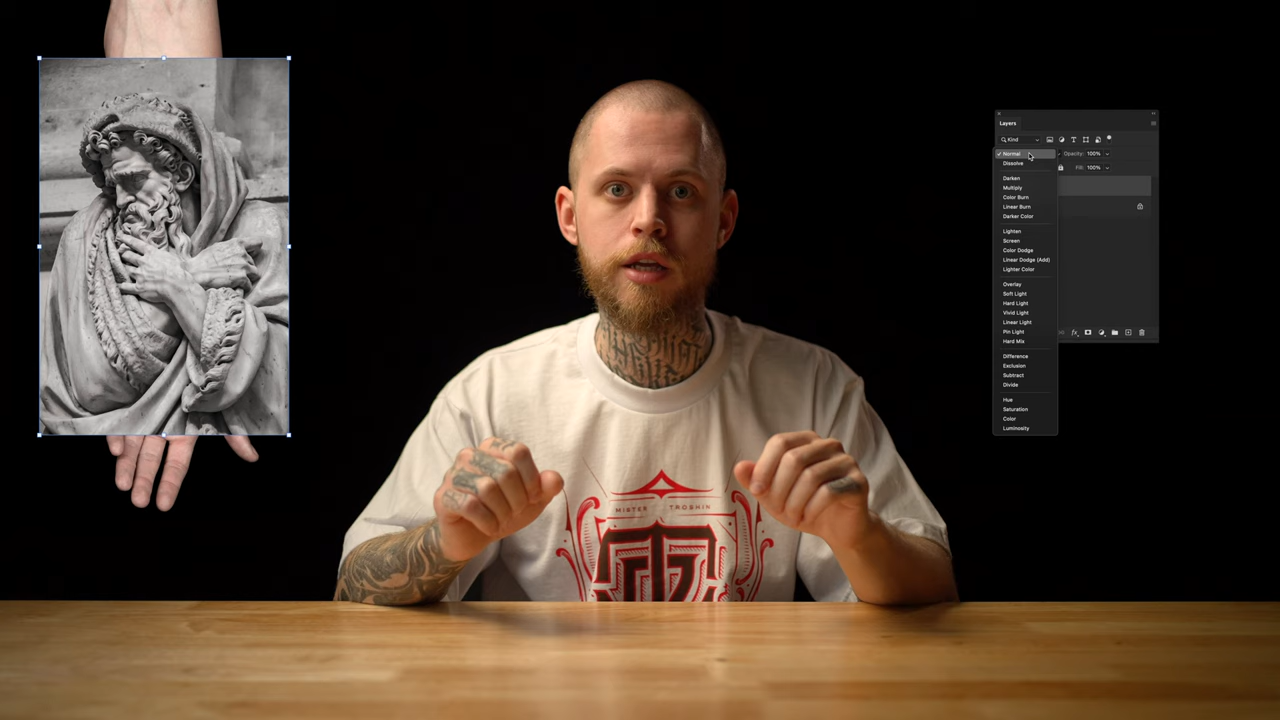 Layers
Kind
Normal
Opacity: 100%
Dissolve
Fill: 100%
Darken
Multiply
Color Burn
Linear Burn
Darker Color
Lighten
Screen
Color Dodge
Linear Dodge (Add)
Lighter Color
Overlay
Soft Light
Hard Light
Vivid Light
Linear Light
Pin Light
Hard Mix
Difference
Exclusion
Subtract
Divide
Hue
Saturation
Color
Luminosity
MISTER TROSHIN